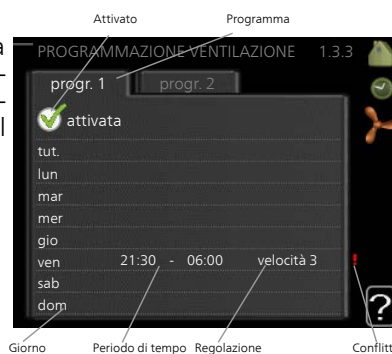 Attivato Programma
a
-
-
l
PROGRAMMAZIONE VENTILAZIONE 1.3.3
progr. 1 progr. 2
attivata
tut.
lun
mar
mer
gio
ven 21:30 - 06:00 velocità 3 !
sab
dom
?
Giorno Periodo di tempo Regolazione Conflitt